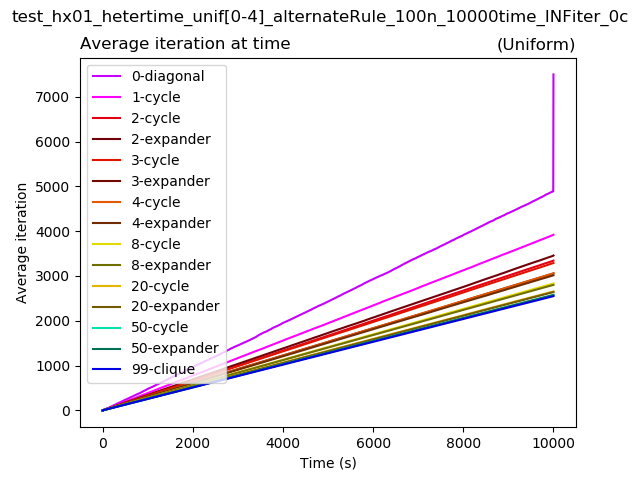 test_hx01_hetertime_unif[0-4]_alternateRule_100n_10000time_INFiter_0c
Average iteration at time (Uniform)
0-diagonal
1-cycle
2-cycle
2-expander
3-cycle
3-expander
4-cycle
4-expander
8-cycle
8-expander
20-cycle
20-expander
50-cycle
50-expander
99-clique
7000
6000
5000
4000
3000
2000
1000
0
Average iteration
0 2000 4000 6000 8000 10000
Time (s)